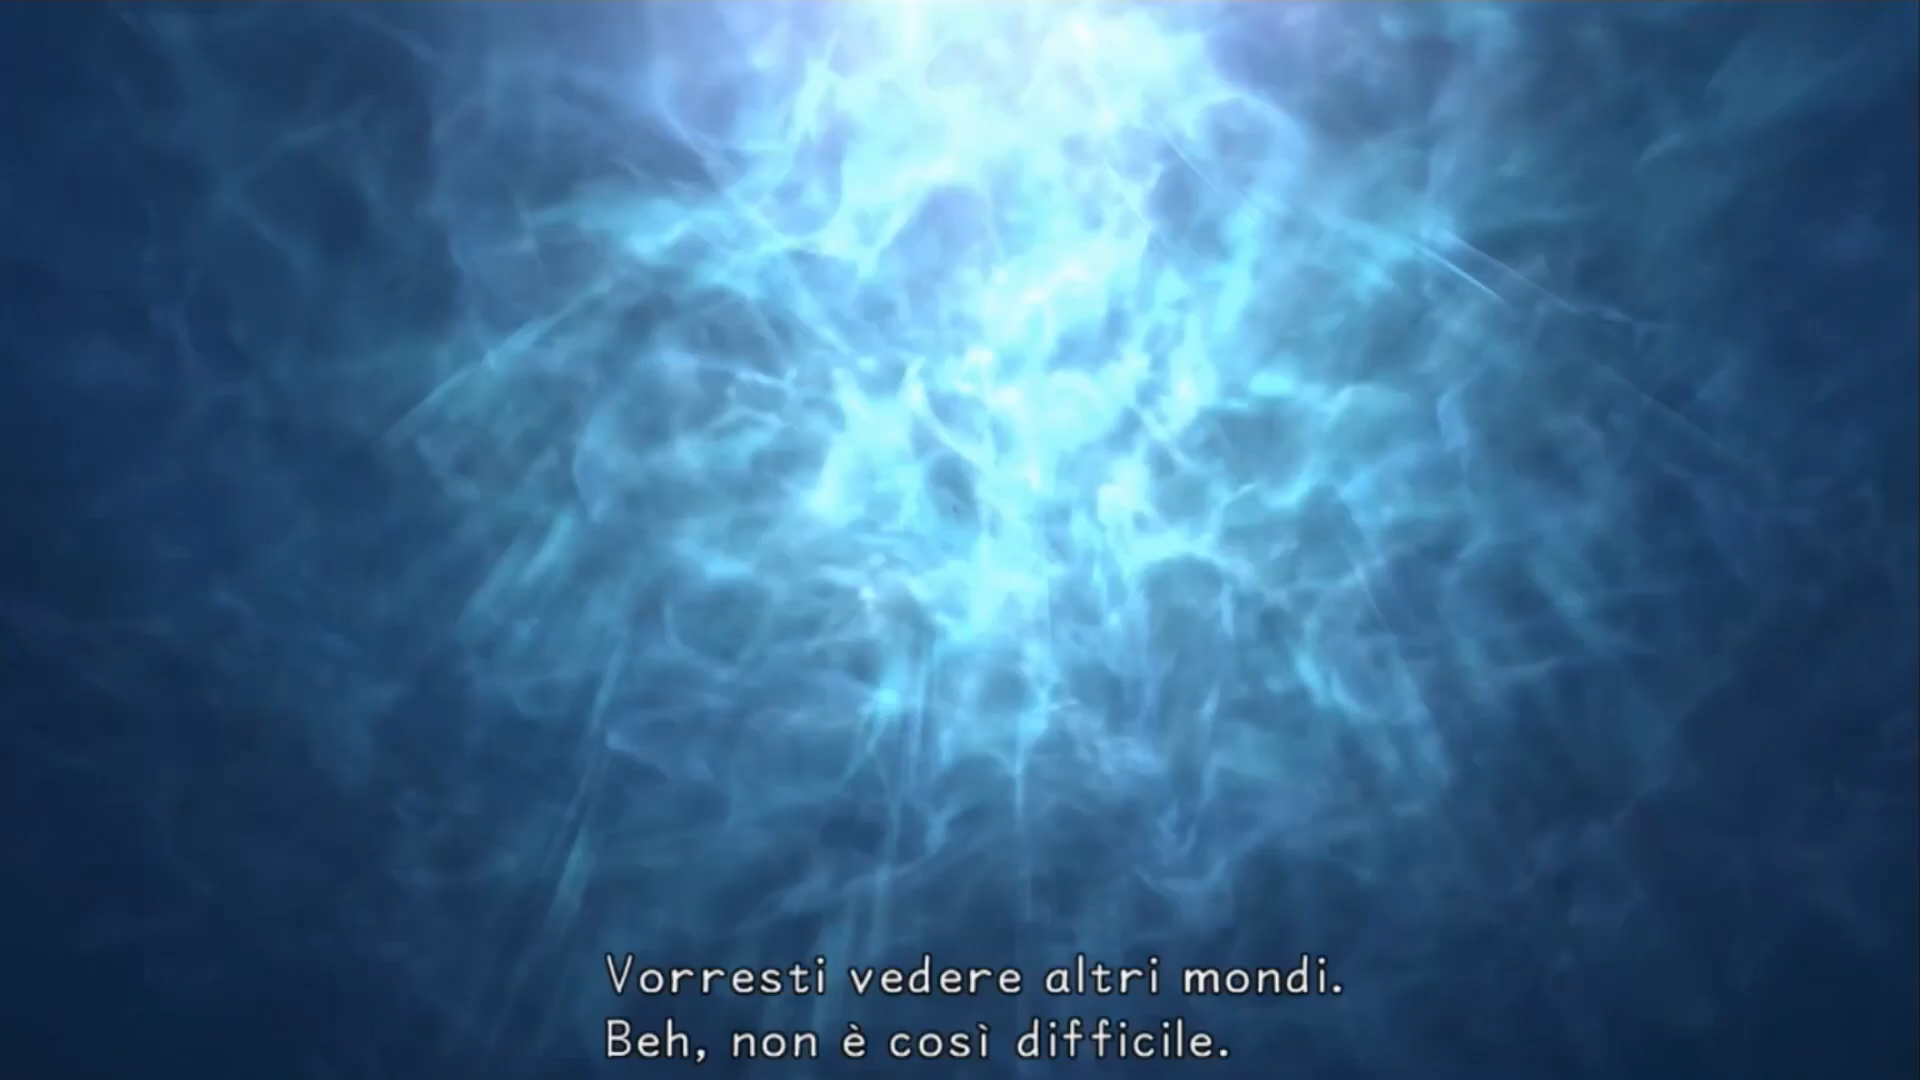 Vorresti vedere altri mondi.
Beh, non è così difficile.